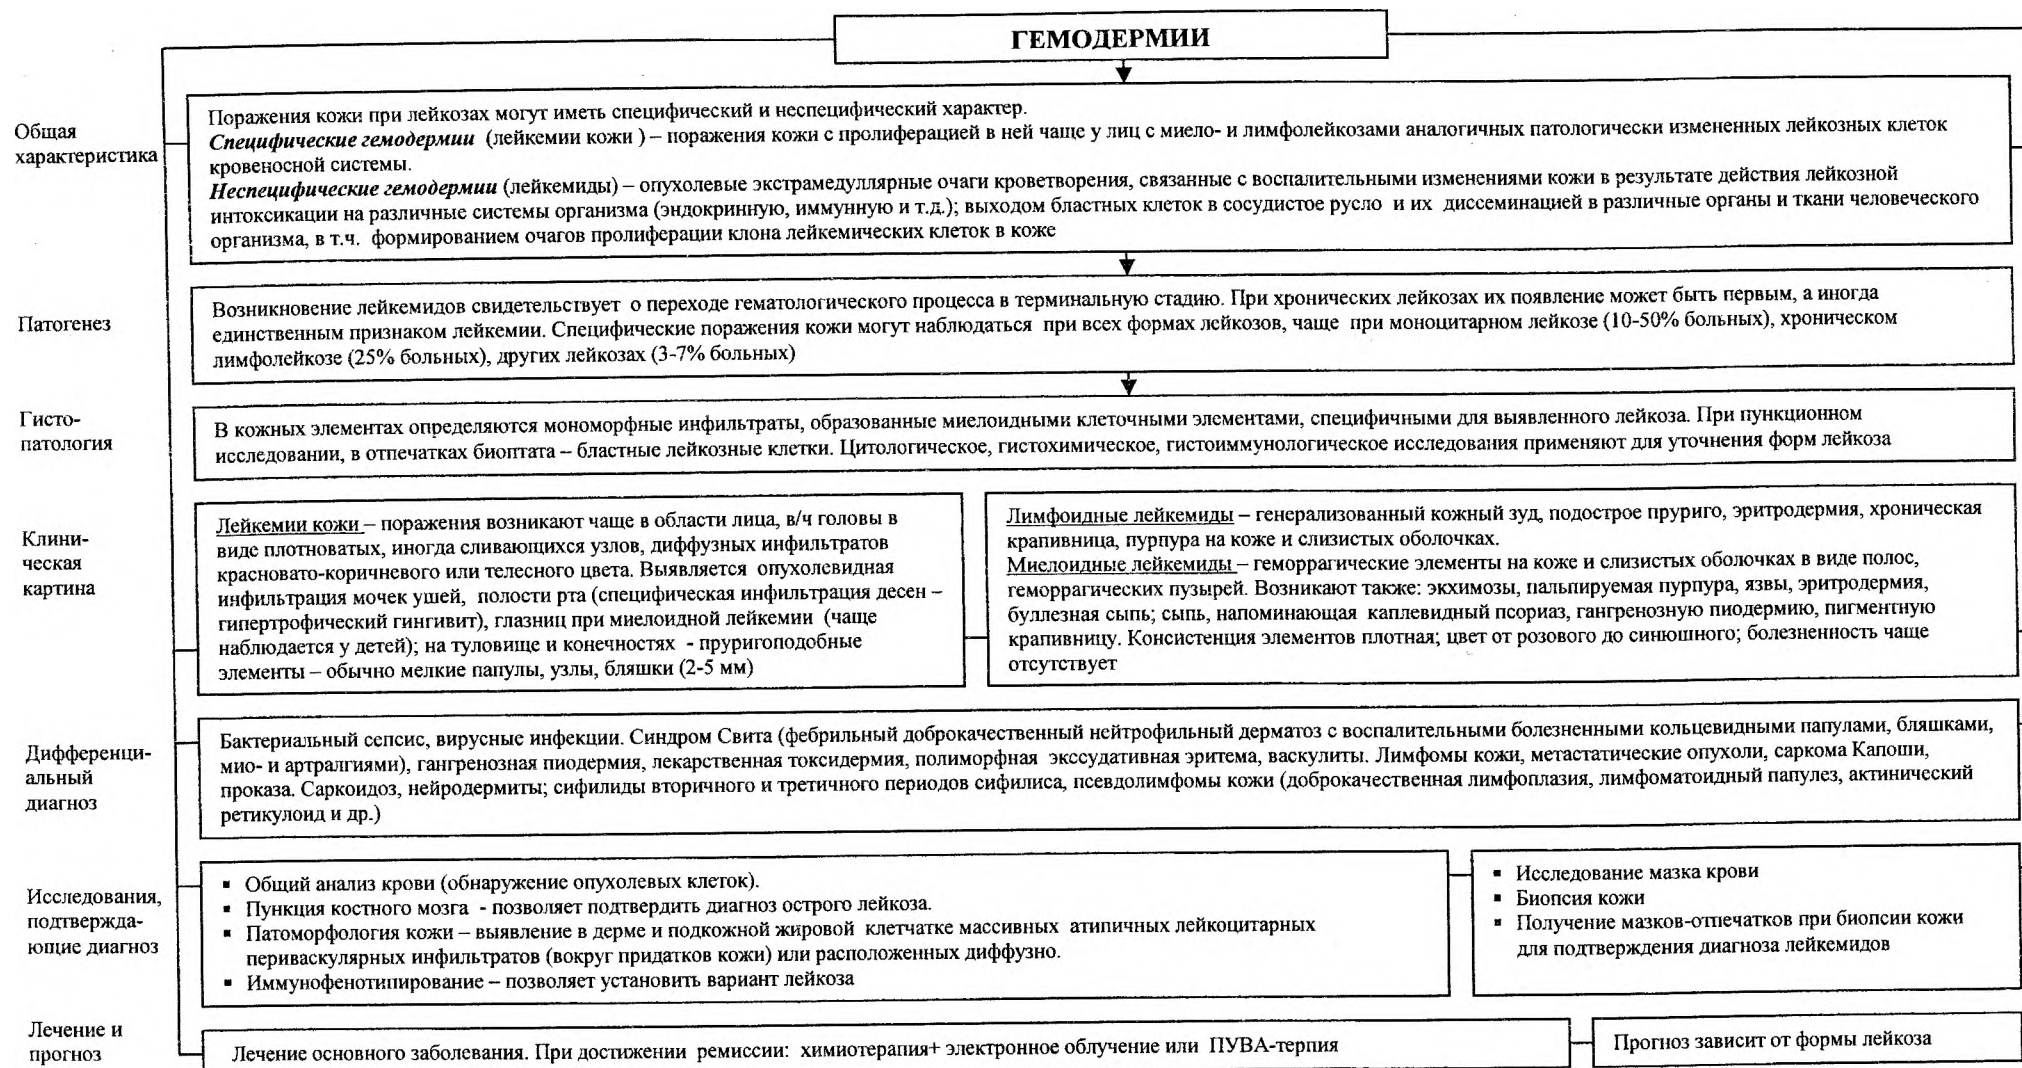 ГЕМОДЕРМИИ
Общая
характеристика
Поражения кожи при лейкозах могут иметь специфический и неспецифический характер.
Специфические гемодермии (лейкемии кожи ) – поражения кожи с пролиферацией в ней чаще у лиц с миело- и лимфолейкозами аналогичных патологически измененных лейкозных клеток
кровеносной системы.
Неспецифические гемодермии (лейкемиды) – опухолевые экстрамедуллярные очаги кроветворения, связанные с воспалительными изменениями кожи в результате действия лейкозной
интоксикации на различные системы организма (эндокринную, иммунную и т.д.); выходом бластных клеток в сосудистое русло и их диссеминацией в различные органы и ткани человеческого
организма, в т.ч. формированием очагов пролиферации клона лейкемических клеток в коже
Патогенез
Возникновение лейкемидов свидетельствует о переходе гематологического процесса в терминальную стадию. При хронических лейкозах их появление может быть первым, а иногда
единственным признаком лейкемии. Специфические поражения кожи могут наблюдаться при всех формах лейкозов, чаще при моноцитарном лейкозе (10-50% больных), хроническом
лимфолейкозе (25% больных), других лейкозах (3-7% больных)
Гисто-
патология
В кожных элементах определяются мономорфные инфильтраты, образованные миелоидными клеточными элементами, специфичными для выявленного лейкоза. При пункционном
исследовании, в отпечатках биоптата – бластные лейкозные клетки. Цитологическое, гистохимическое, гистоиммунологическое исследования применяют для уточнения форм лейкоза
Клини-
ческая
картина
Лейкемии кожи – поражения возникают чаще в области лица, в/ч головы в
виде плотноватых, иногда сливающихся узлов, диффузных инфильтратов
красновато-коричневого или телесного цвета. Выявляется опухолевидная
инфильтрация мочек ушей, полости рта (специфическая инфильтрация десен –
гипертрофический гингивит), глазниц при миелоидной лейкемии (чаще
наблюдается у детей); на туловище и конечностях - пруригоподобные
элементы – обычно мелкие папулы, узлы, бляшки (2-5 мм)
Лимфоидные лейкемиды – генерализованный кожный зуд, подострое пруриго, эритродермия, хроническая
крапивница, пурпура на коже и слизистых оболочках.
Миелоидные лейкемиды – геморрагические элементы на коже и слизистых оболочках в виде полос,
геморрагических пузырей. Возникают также: экхимозы, пальпируемая пурпура, язвы, эритродермия,
буллезная сыпь; сыпь, напоминающая каплевидный псориаз, гангренозную пиодермию, пигментную
крапивницу. Консистенция элементов плотная; цвет от розового до синюшного; болезненность чаще
отсутствует
Дифференци-
альный
диагноз
Бактериальный сепсис, вирусные инфекции. Синдром Свита (фебрильный доброкачественный нейтрофильный дерматоз с воспалительными болезненными кольцевидными папулами, бляшками,
мио- и артралгиями), гангренозная пиодермия, лекарственная токсидермия, полиморфная экссудативная эритема, васкулиты. Лимфомы кожи, метастатические опухоли, саркома Капоши,
проказа. Саркоидоз, нейродермиты; сифилиды вторичного и третичного периодов сифилиса, псевдолимфомы кожи (доброкачественная лимфоплазия, лимфоматоидный папулез, актинический
ретикулоид и др.)
Исследования,
подтвержда-
ющие диагноз
▪ Общий анализ крови (обнаружение опухолевых клеток).
▪ Пункция костного мозга - позволяет подтвердить диагноз острого лейкоза.
▪ Патоморфология кожи – выявление в дерме и подкожной жировой клетчатке массивных атипичных лейкоцитарных
периваскулярных инфильтратов (вокруг придатков кожи) или расположенных диффузно.
▪ Иммунофенотипирование – позволяет установить вариант лейкоза
▪ Исследование мазка крови
▪ Биопсия кожи
▪ Получение мазков-отпечатков при биопсии кожи
для подтверждения диагноза лейкемидов
Лечение и
прогноз
Лечение основного заболевания. При достижении ремиссии: химиотерапия+ электронное облучение или ПУВА-терпия
Прогноз зависит от формы лейкоза